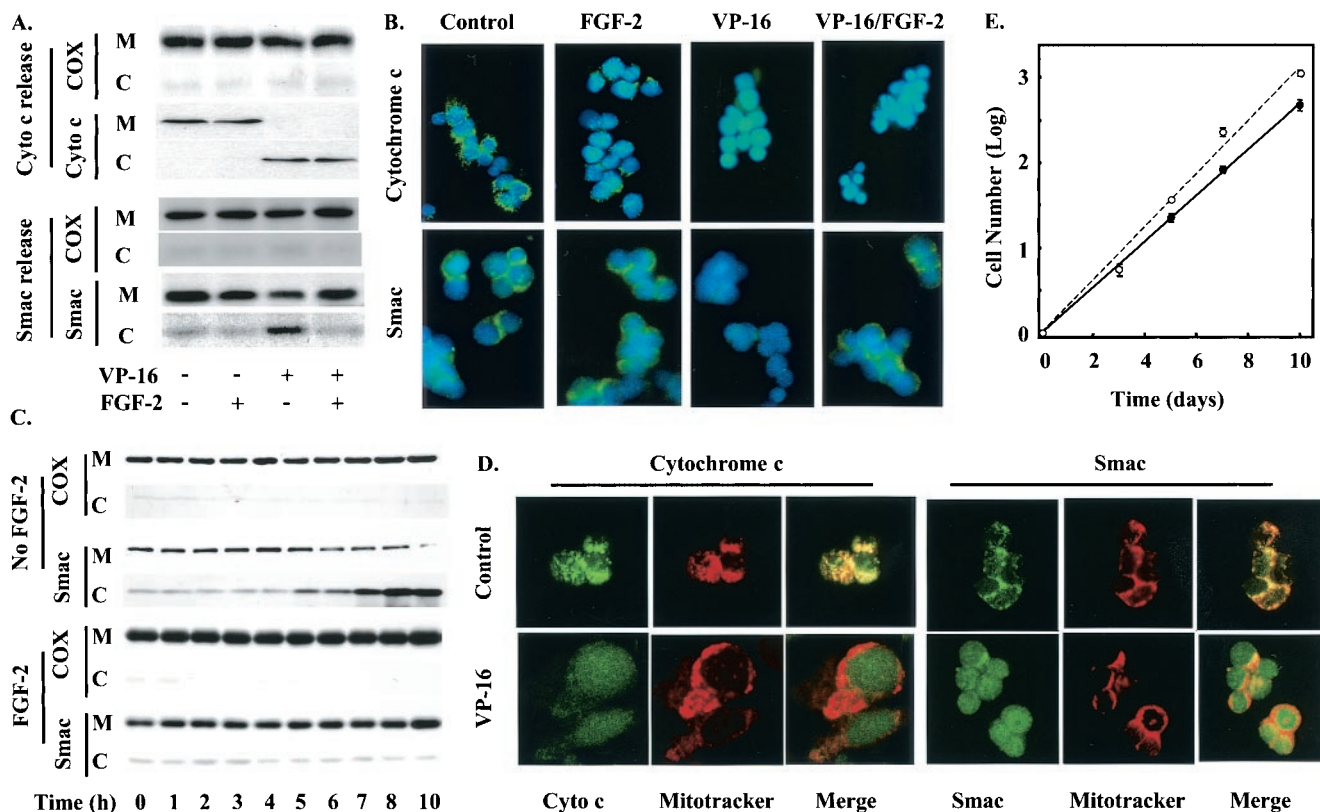 A.
Cyto c release
COX
M
C
Cyto c
M
C
Smac release
COX
M
C
Smac
M
C
VP-16 - - + +
FGF-2 - + - +
B.
Control FGF-2 VP-16 VP-16/FGF-2
Cytochrome c
Smac
E.
Cell Number (Log)
3
2
1
0
0 2 4 6 8 10
Time (days)
C.
No FGF-2
COX
M
C
Smac
M
C
FGF-2
COX
M
C
Smac
M
C
Time (h) 0 1 2 3 4 5 6 7 8 10
D.
Cytochrome c Smac
Control
VP-16
Cyto c Mitotracker Merge Smac Mitotracker Merge